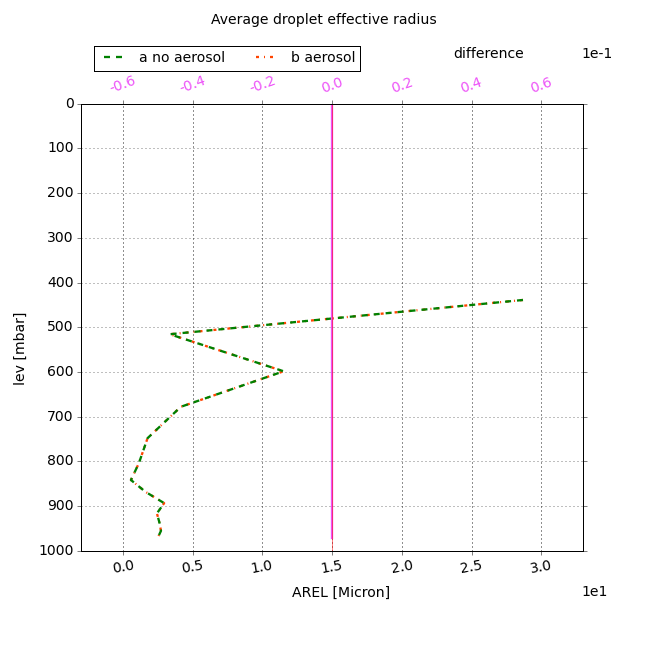 Average droplet effective radius
a no aerosol b aerosol difference 1e-1
-0.6 -0.4 -0.2 0.0 0.2 0.4 0.6
0
100
200
300
400
500
600
700
800
900
1000
lev [mbar]
0.0 0.5 1.0 1.5 2.0 2.5 3.0
AREL [Micron] 1e1